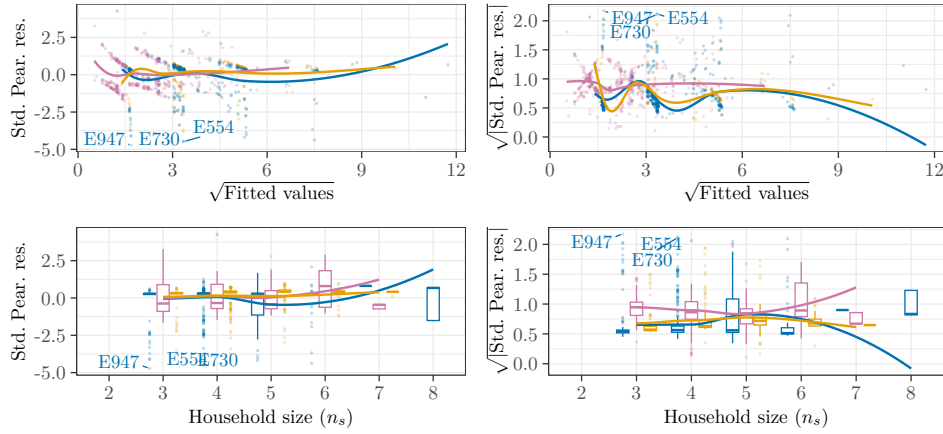 Std. Pear. res.
2.5
0.0
-2.5
-5.0
E947
E730
E554
0
3
6
9
12
√Fitted values
√|Std. Pear. res.|
2.0
1.5
1.0
0.5
0.0
E947
E554
E730
0
3
6
9
12
√Fitted values
Std. Pear. res.
2.5
0.0
-2.5
-5.0
E947
E554
E730
2
3
4
5
6
7
8
Household size (nₛ)
√|Std. Pear. res.|
2.0
1.5
1.0
0.5
0.0
E947
E554
E730
2
3
4
5
6
7
8
Household size (nₛ)